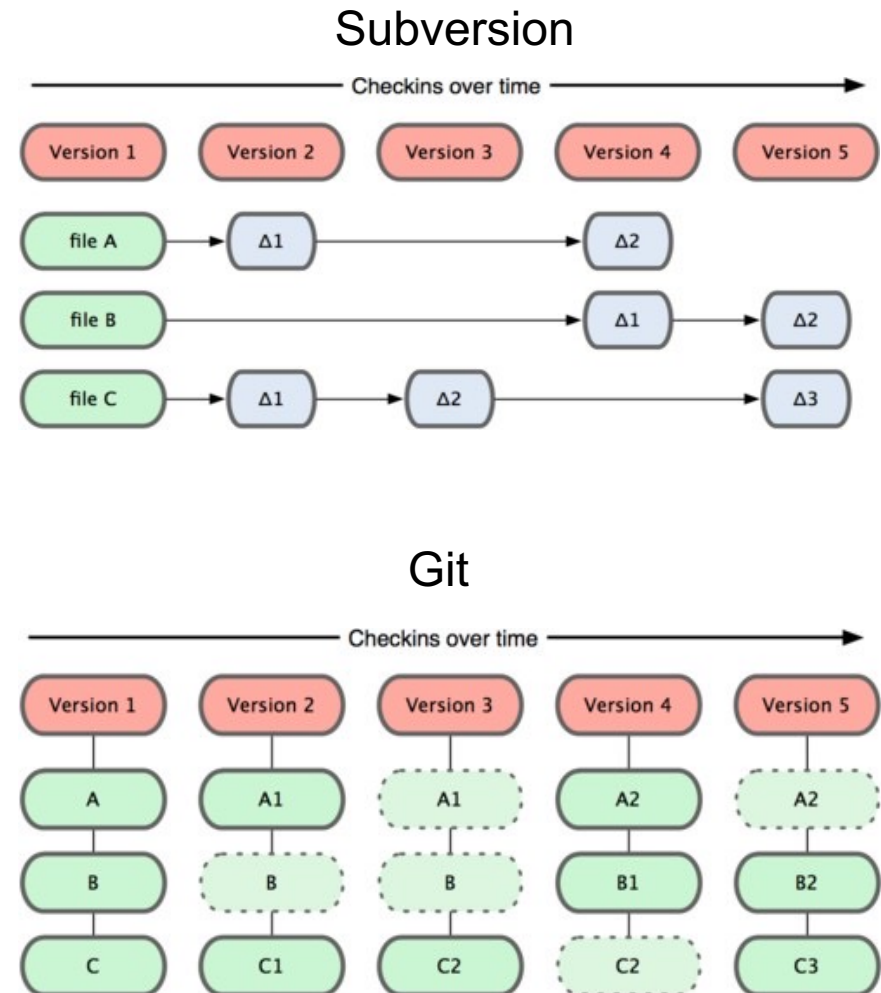 Subversion
Checkins over time
Version 1 Version 2 Version 3 Version 4 Version 5
file A Δ1 Δ2
file B Δ1 Δ2
file C Δ1 Δ2 Δ3
Git
Checkins over time
Version 1 Version 2 Version 3 Version 4 Version 5
A A1 A1 A2 A2
B B B B1 B2
C C1 C2 C2 C3